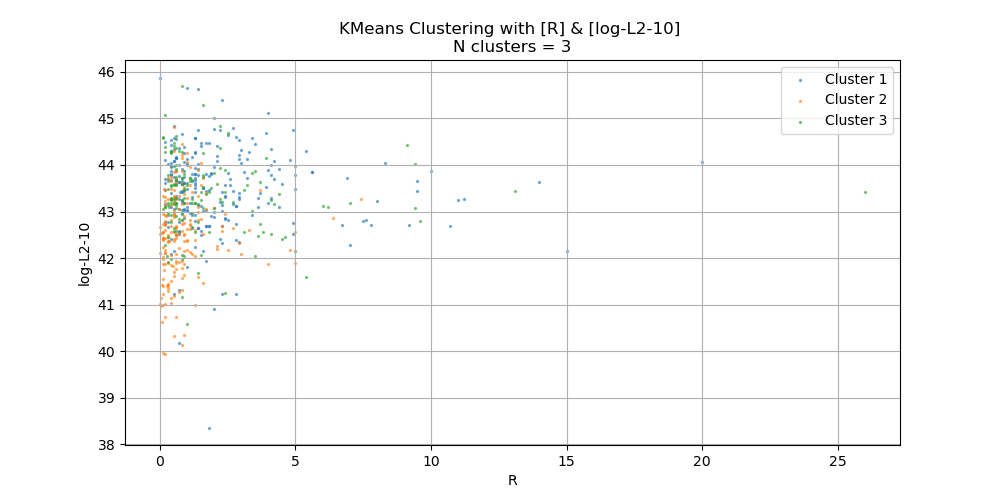 KMeans Clustering with [R] & [log-L2-10]
N clusters = 3
Cluster 1
Cluster 2
Cluster 3
46
45
44
43
42
41
40
39
38
log-L2-10
0 5 10 15 20 25
R